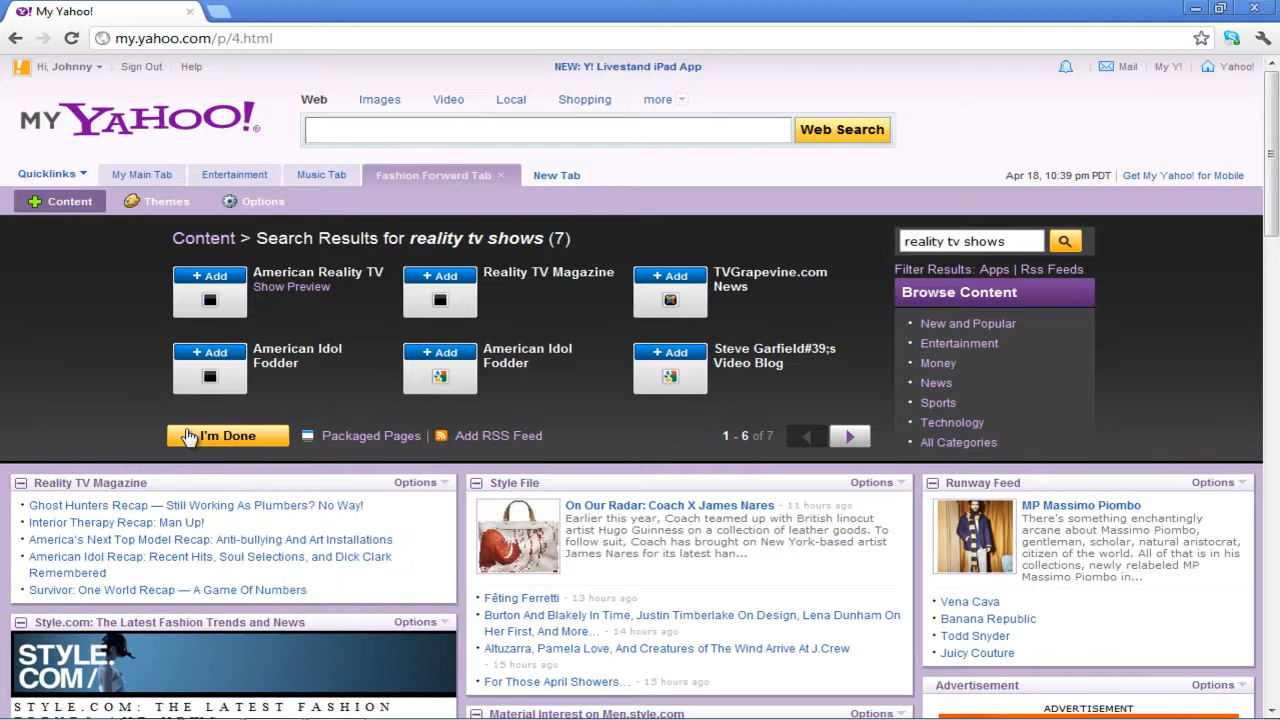 My Yahoo!
my.yahoo.com/p/4.html
Hi, Johnny
Sign Out
Help
NEW: Y! Livestand iPad App
Mail
My Y!
Yahoo!
MY YAHOO!
Web
Images
Video
Local
Shopping
more
Web Search
Quicklinks
My Main Tab
Entertainment
Music Tab
Fashion Forward Tab
New Tab
Apr 18, 10:39 pm PDT
Get My Yahoo! for Mobile
Content
Themes
Options
Content > Search Results for reality tv shows (7)
reality tv shows
+ Add
American Reality TV
Show Preview
+ Add
Reality TV Magazine
+ Add
TVGrapevine.com
News
Filter Results: Apps | Rss Feeds
Browse Content
New and Popular
Entertainment
Money
News
Sports
Technology
All Categories
+ Add
American Idol
Fodder
+ Add
American Idol
Fodder
+ Add
Steve Garfield#39;s
Video Blog
I'm Done
Packaged Pages
Add RSS Feed
1 - 6 of 7
Reality TV Magazine
Options
Ghost Hunters Recap — Still Working As Plumbers? No Way!
Interior Therapy Recap: Man Up!
America's Next Top Model Recap: Anti-bullying And Art Installations
American Idol Recap: Recent Hits, Soul Selections, and Dick Clark
Remembered
Survivor: One World Recap — A Game Of Numbers
Style.com: The Latest Fashion Trends and News
Options
STYLE.
COM/
STYLE.COM: THE LATEST FASHION
Style File
Options
On Our Radar: Coach X James Nares - 11 hours ago
Earlier this year, Coach teamed up with British linocut
artist Hugo Guinness on a collection of leather goods. To
follow suit, Coach has brought on New York-based artist
James Nares for its latest han...
Fêting Ferretti - 13 hours ago
Burton And Blakely In Time, Justin Timberlake On Design, Lena Dunham On
Her First, And More... - 14 hours ago
Altuzarra, Pamela Love, And Creatures of The Wind Arrive At J.Crew
- 15 hours ago
For Those April Showers... - 15 hours ago
Material Interest on Men.style.com
Options
Runway Feed
Options
MP Massimo Piombo
There's something enchantingly
arcane about Massimo Piombo,
gentleman, scholar, natural aristocrat,
citizen of the world. All of that is in his
collections, newly relabeled MP
Massimo Piombo in...
Vena Cava
Banana Republic
Todd Snyder
Juicy Couture
Advertisement
Options
ADVERTISEMENT